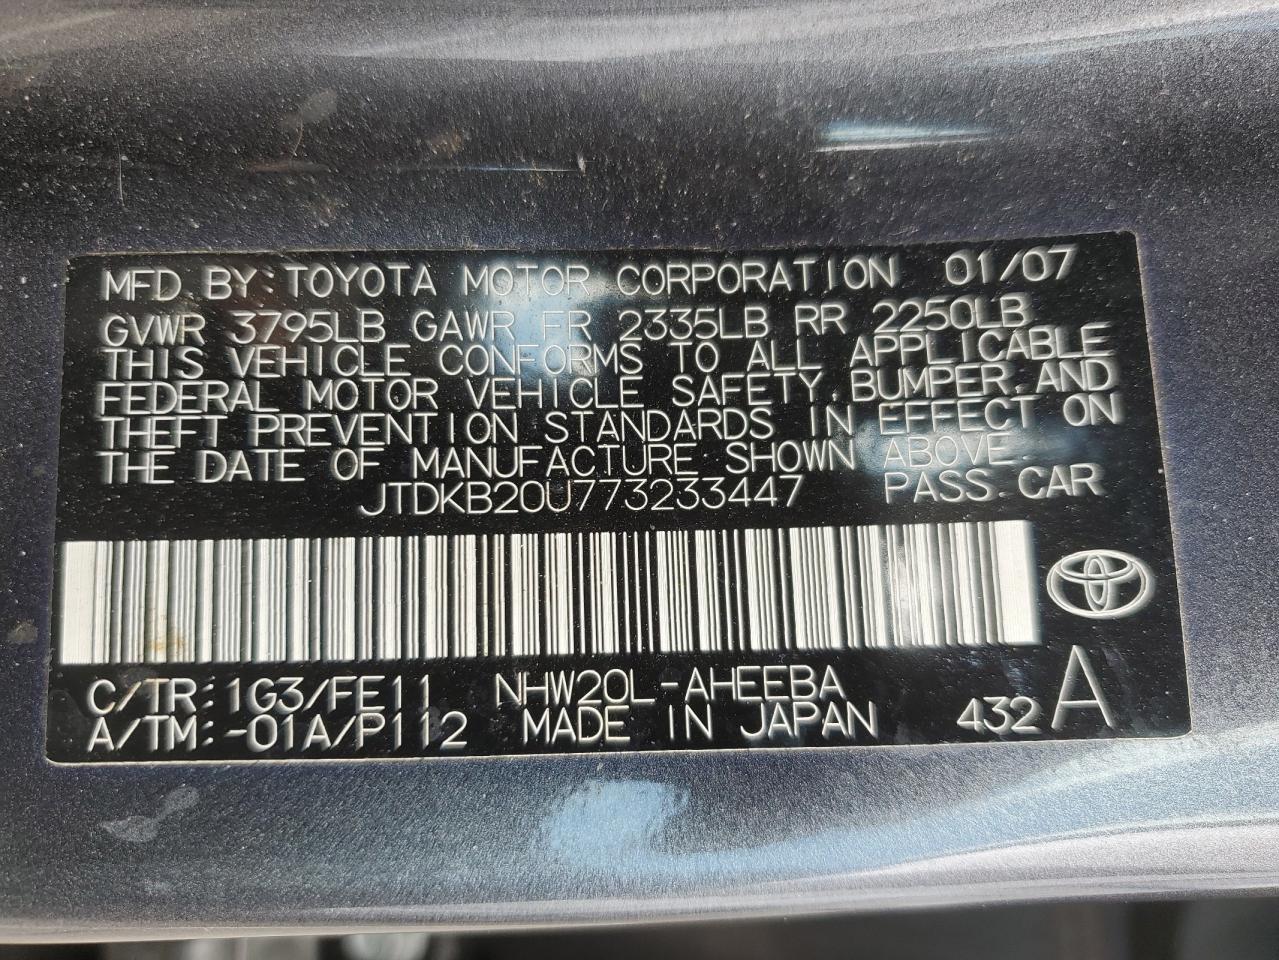 MFD BY: TOYOTA MOTOR CORPORATION 01/07
GVWR 3795LB GAWR FR 2335LB RR 2250LB
THIS VEHICLE CONFORMS TO ALL APPLICABLE
FEDERAL MOTOR VEHICLE SAFETY, BUMPER, AND
THEFT PREVENTION STANDARDS IN EFFECT ON
THE DATE OF MANUFACTURE SHOWN ABOVE.
JTDKB20U773233447 PASS. CAR
C/TR: 1G3/FE11 NHW20L-AHEEBA
A/TM: -01A/P112 MADE IN JAPAN 432 A